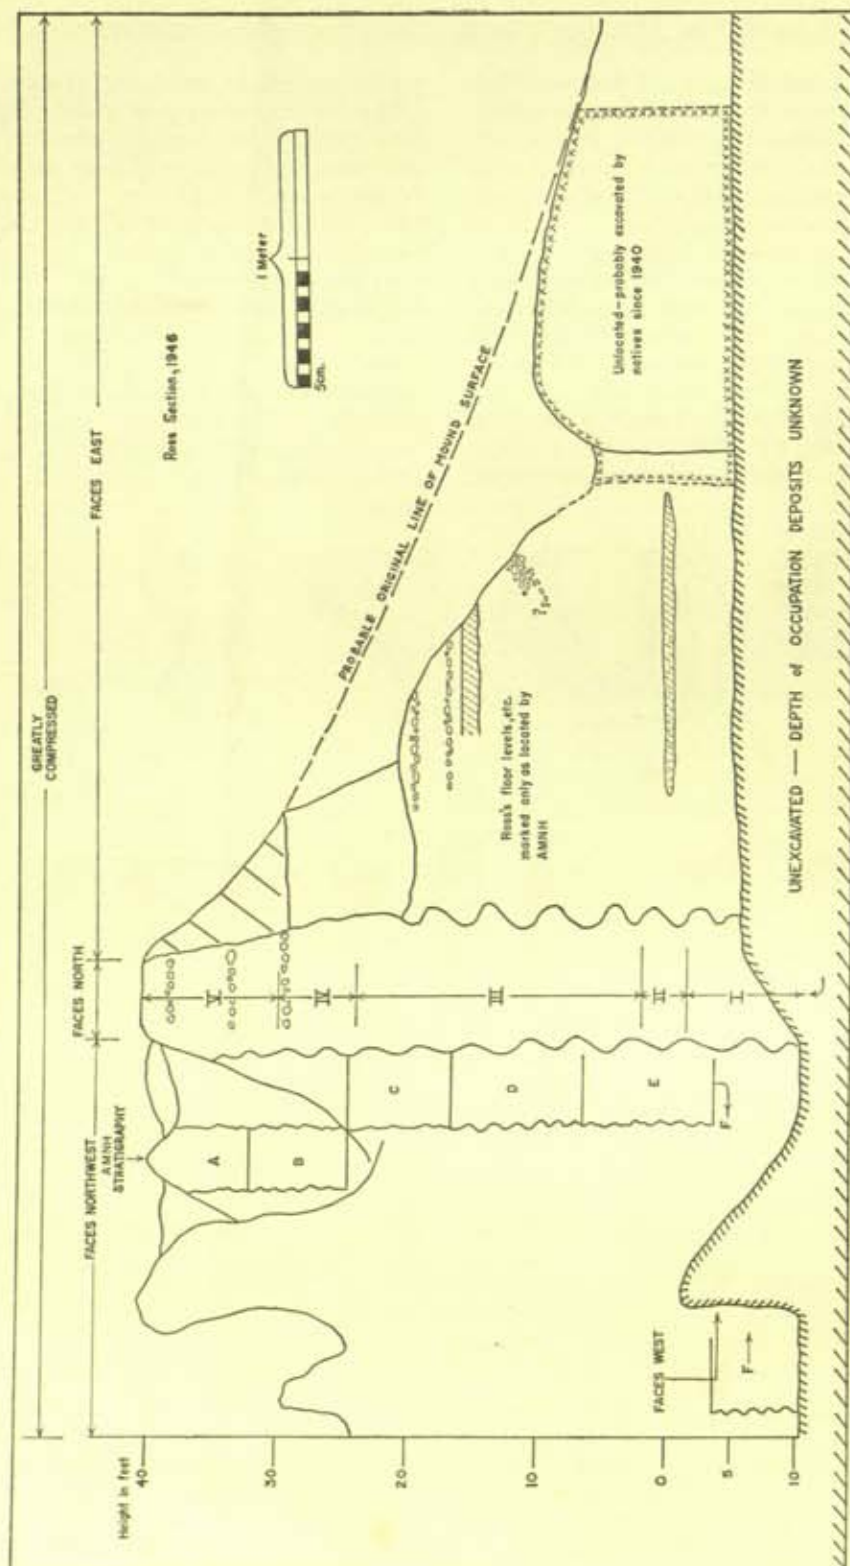 GREATLY
COMPRESSED
FACES NORTHWEST
FACES NORTH
FACES EAST
AMNH
STRATIGRAPHY
Ross Section, 1946
1 Meter
5cm.
PROBABLE ORIGINAL LINE OF MOUND SURFACE
Height in feet
40
30
20
10
0
5
10
A
B
C
D
E
F
V
IV
III
II
I
Ross's floor levels, etc.
marked only as located by
AMNH
?
Unlocated - probably excavated by
natives since 1940
FACES WEST
F
UNEXCAVATED — DEPTH of OCCUPATION DEPOSITS UNKNOWN